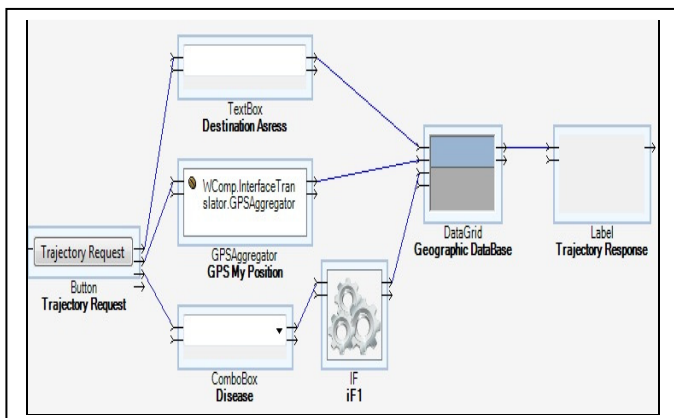 TextBox
Destination Asress
WComp.InterfaceTran
slator.GPSAggregator
GPSAggregator
GPS My Position
Trajectory Request
Button
Trajectory Request
ComboBox
Disease
IF
iF1
DataGrid
Geographic DataBase
Label
Trajectory Response